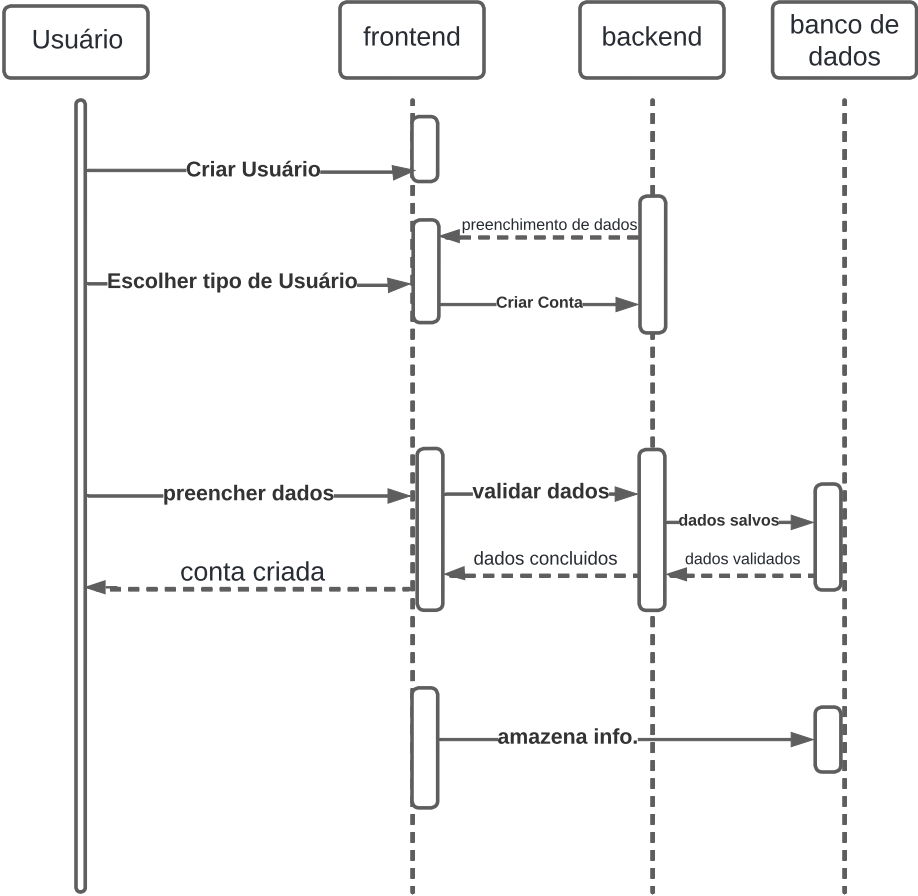 Usuário
frontend
backend
banco de
dados
Criar Usuário
preenchimento de dados
Escolher tipo de Usuário
Criar Conta
preencher dados
validar dados
dados salvos
dados concluidos
dados validados
conta criada
amazena info.